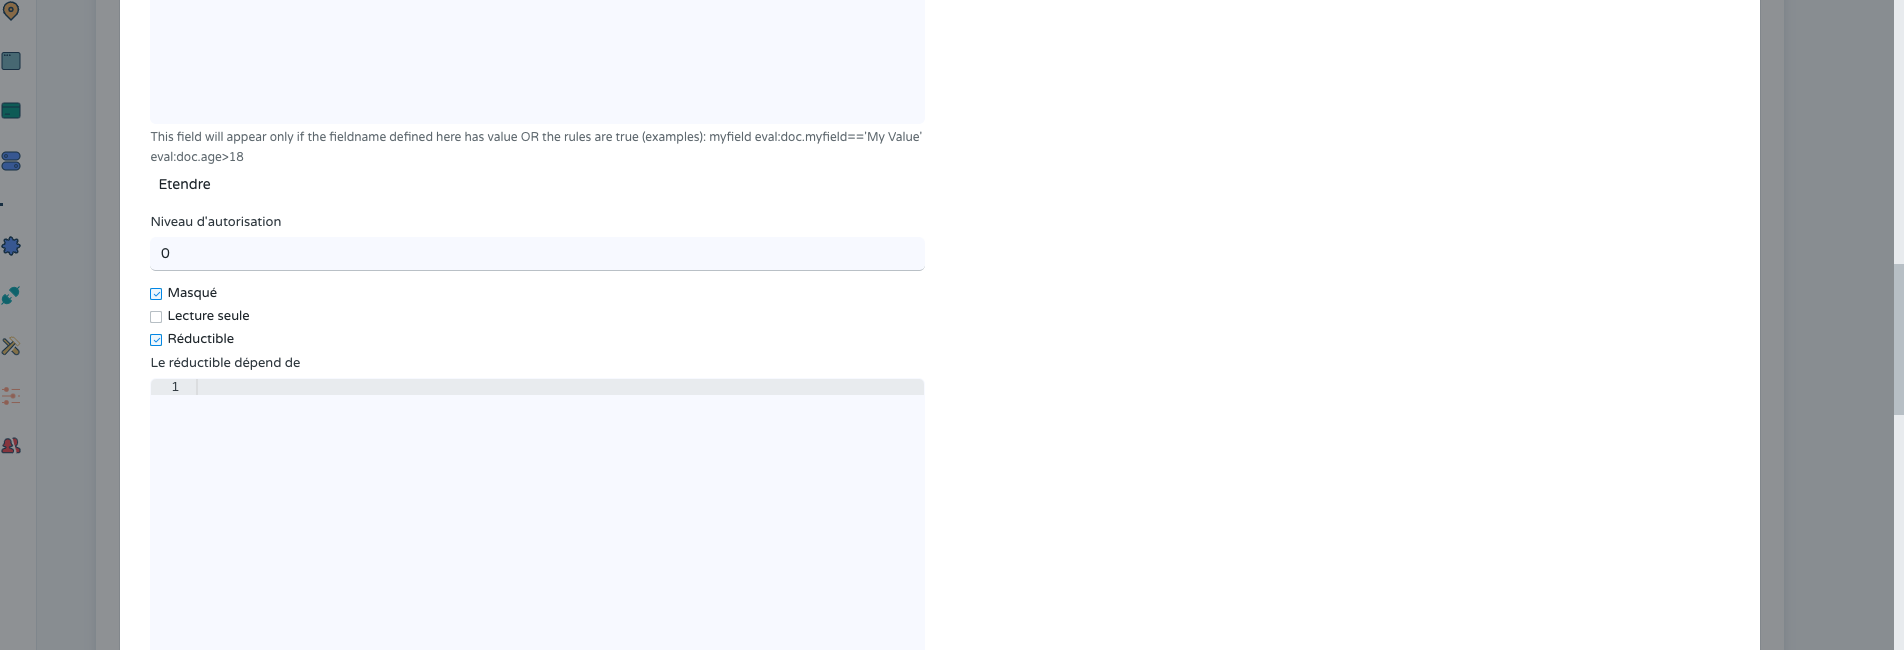 This field will appear only if the fieldname defined here has value OR the rules are true (examples): myfield eval:doc.myfield=='My Value'
eval:doc.age>18
Etendre
Niveau d'autorisation
0
Masqué
Lecture seule
Réductible
Le réductible dépend de
1